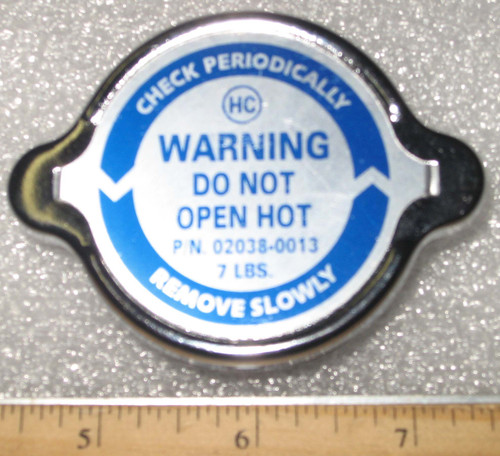 CHECK PERIODICALLY
HC
WARNING
DO NOT
OPEN HOT
P.N. 02038-0013
7 LBS.
REMOVE SLOWLY
5 6 7